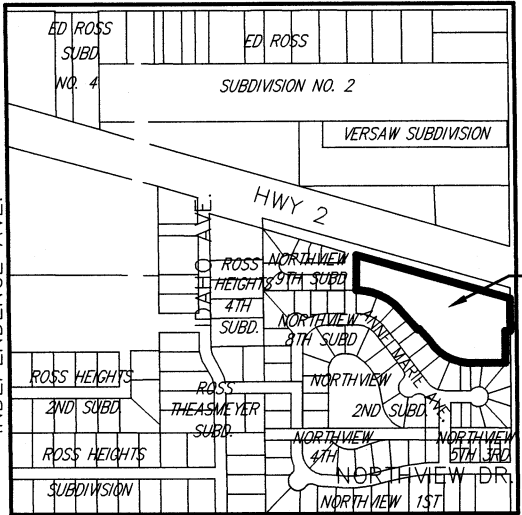 ED ROSS
SUBD
NO. 4
ED ROSS
SUBDIVISION NO. 2
VERSAW SUBDIVISION
HWY 2
IDAHO AVE.
ROSS
HEIGHTS
4TH
SUBD.
NORTHVIEW
9TH SUBD
NORTHVIEW
8TH SUBD
ANNE MARIE AVE.
NORTHVIEW
2ND SUBD.
ROSS HEIGHTS
2ND SUBD.
ROSS
THEASMEYER
SUBD.
ROSS HEIGHTS
SUBDIVISION
NORTHVIEW
4TH
NORTHVIEW
5TH 3RD
NORTHVIEW DR.
NORTHVIEW 1ST